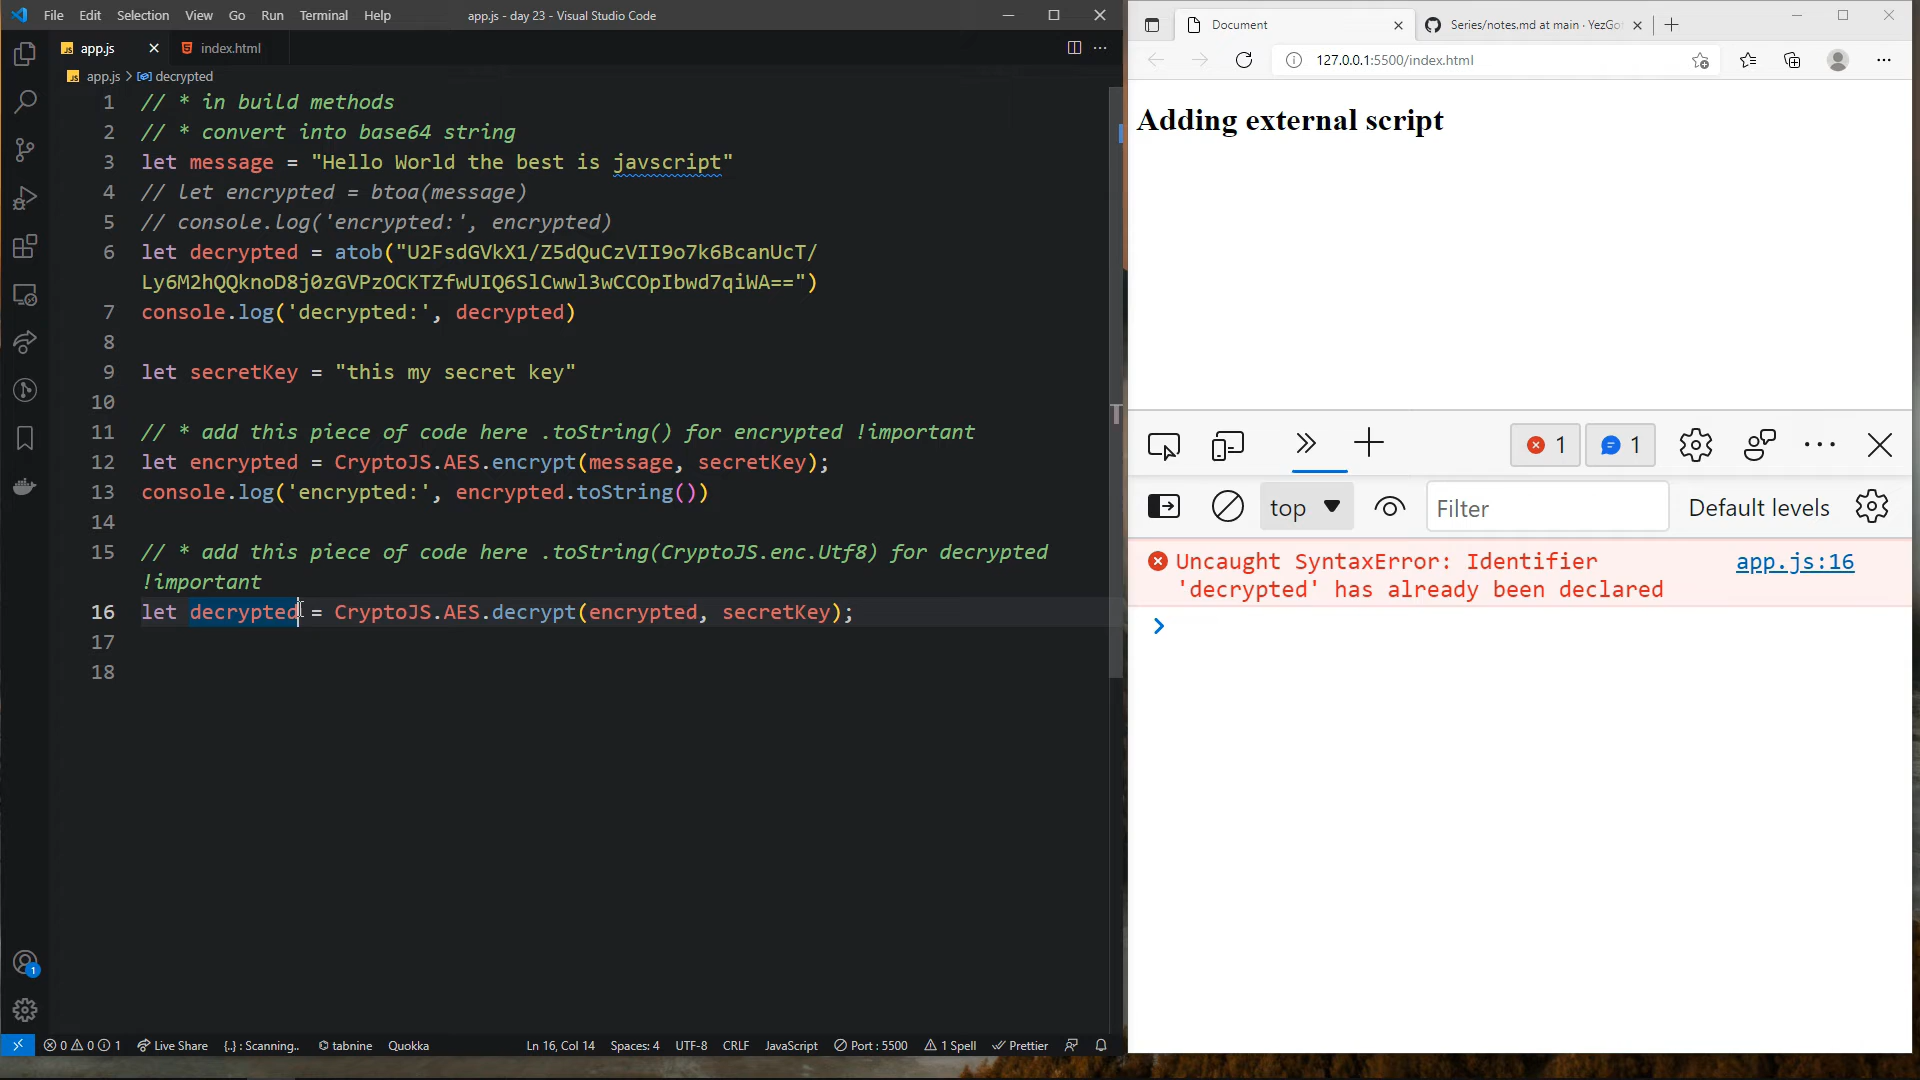 File Edit Selection View Go Run Terminal Help app.js - day 23 - Visual Studio Code
app.js index.html
app.js > decrypted
1 // * in build methods
2 // * convert into base64 string
3 let message = "Hello World the best is javscript"
4 // let encrypted = btoa(message)
5 // console.log('encrypted:', encrypted)
6 let decrypted = atob("U2FsdGVkX1/Z5dQuCzVII9o7k6BcanUcT/
Ly6M2hQQknoD8j0zGVPzOCKTZfwUIQ6SlCwwl3wCCOpIbwd7qiWA==")
7 console.log('decrypted:', decrypted)
8
9 let secretKey = "this my secret key"
10
11 // * add this piece of code here .toString() for encrypted !important
12 let encrypted = CryptoJS.AES.encrypt(message, secretKey);
13 console.log('encrypted:', encrypted.toString())
14
15 // * add this piece of code here .toString(CryptoJS.enc.Utf8) for decrypted
!important
16 let decrypted = CryptoJS.AES.decrypt(encrypted, secretKey);
17
18
1
0 0 1 Live Share {..} : Scanning.. tabnine Quokka Ln 16, Col 14 Spaces: 4 UTF-8 CRLF JavaScript Port : 5500 1 Spell Prettier
Document Series/notes.md at main · YezGo
127.0.0.1:5500/index.html
Adding external script
1 1
top Filter Default levels
Uncaught SyntaxError: Identifier app.js:16
'decrypted' has already been declared